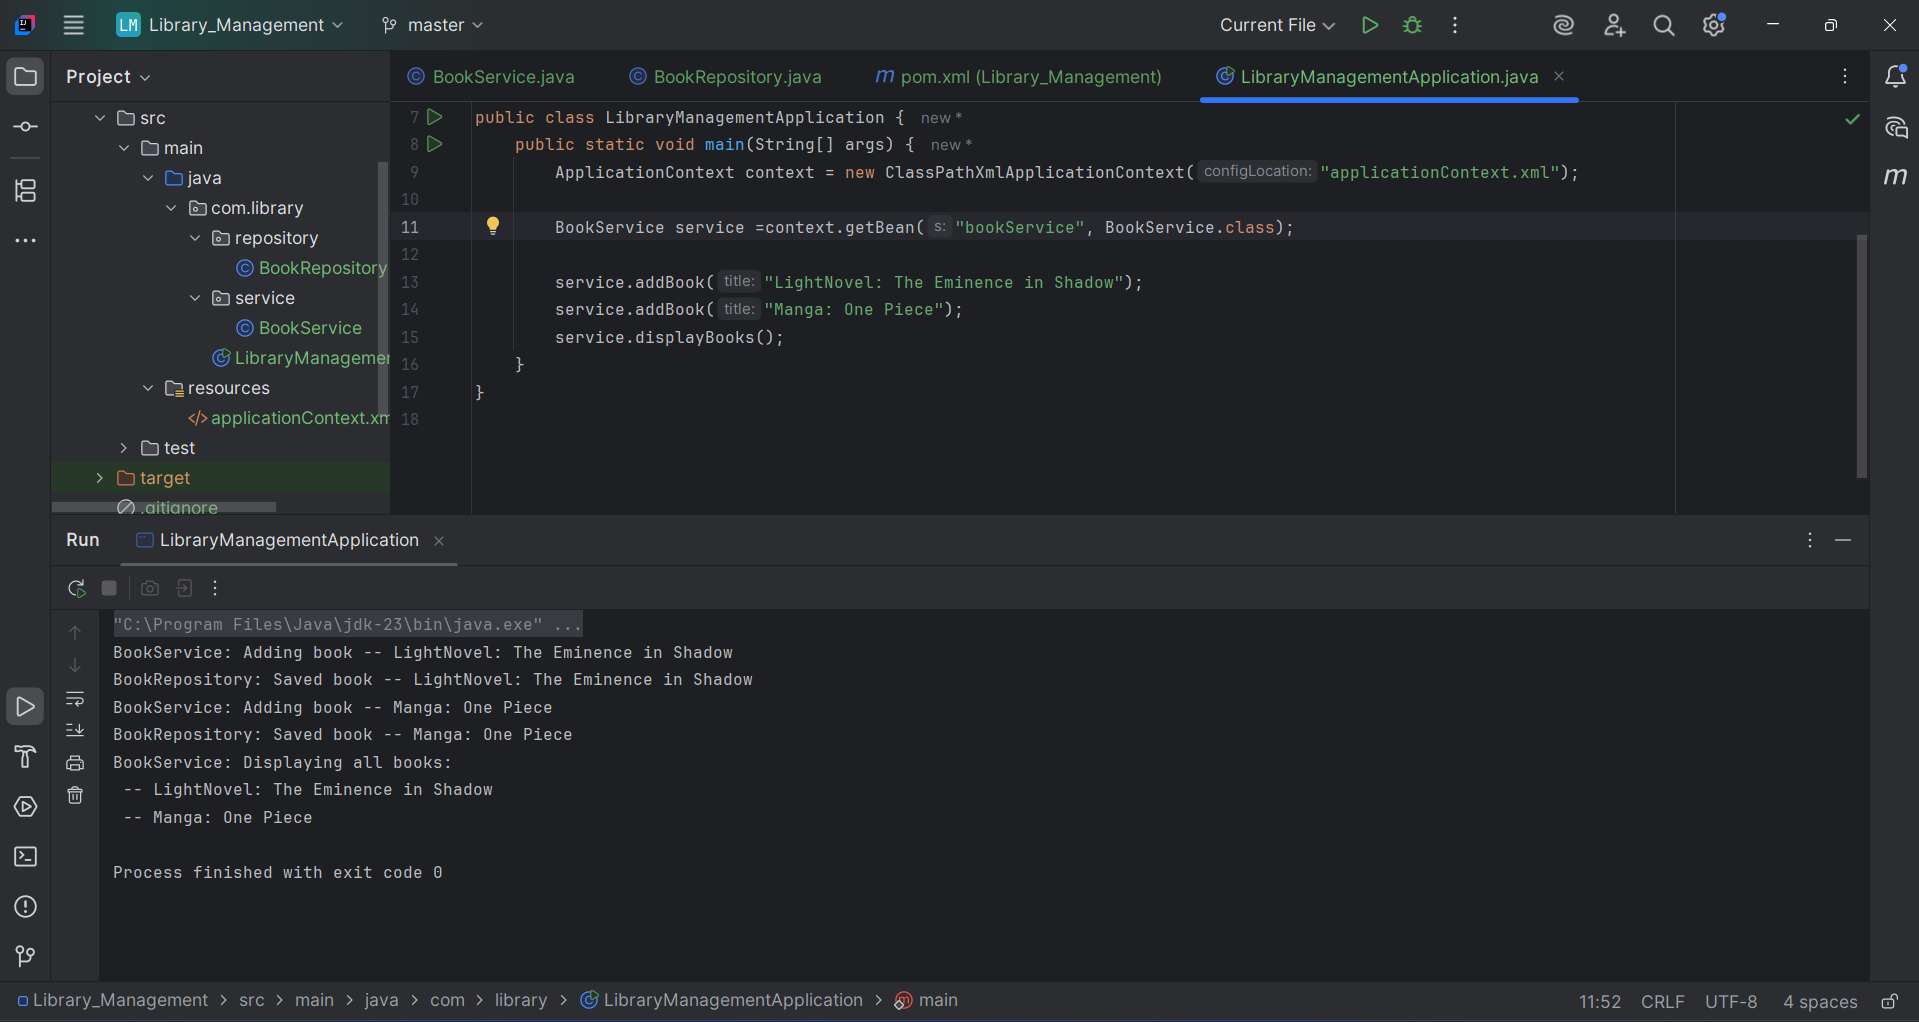 LM Library_Management master Current File
Project
BookService.java BookRepository.java m pom.xml (Library_Management) LibraryManagementApplication.java
src
main
java
com.library
repository
BookRepository
service
BookService
LibraryManagemen
resources
applicationContext.xm
test
target
.gitignore
7 public class LibraryManagementApplication { new *
8 public static void main(String[] args) { new *
9 ApplicationContext context = new ClassPathXmlApplicationContext( configLocation: "applicationContext.xml");
10
11 BookService service =context.getBean( s: "bookService", BookService.class);
12
13 service.addBook( title: "LightNovel: The Eminence in Shadow");
14 service.addBook( title: "Manga: One Piece");
15 service.displayBooks();
16 }
17 }
18
Run LibraryManagementApplication
"C:\Program Files\Java\jdk-23\bin\java.exe" ...
BookService: Adding book -- LightNovel: The Eminence in Shadow
BookRepository: Saved book -- LightNovel: The Eminence in Shadow
BookService: Adding book -- Manga: One Piece
BookRepository: Saved book -- Manga: One Piece
BookService: Displaying all books:
-- LightNovel: The Eminence in Shadow
-- Manga: One Piece
Process finished with exit code 0
Library_Management > src > main > java > com > library > LibraryManagementApplication > main 11:52 CRLF UTF-8 4 spaces